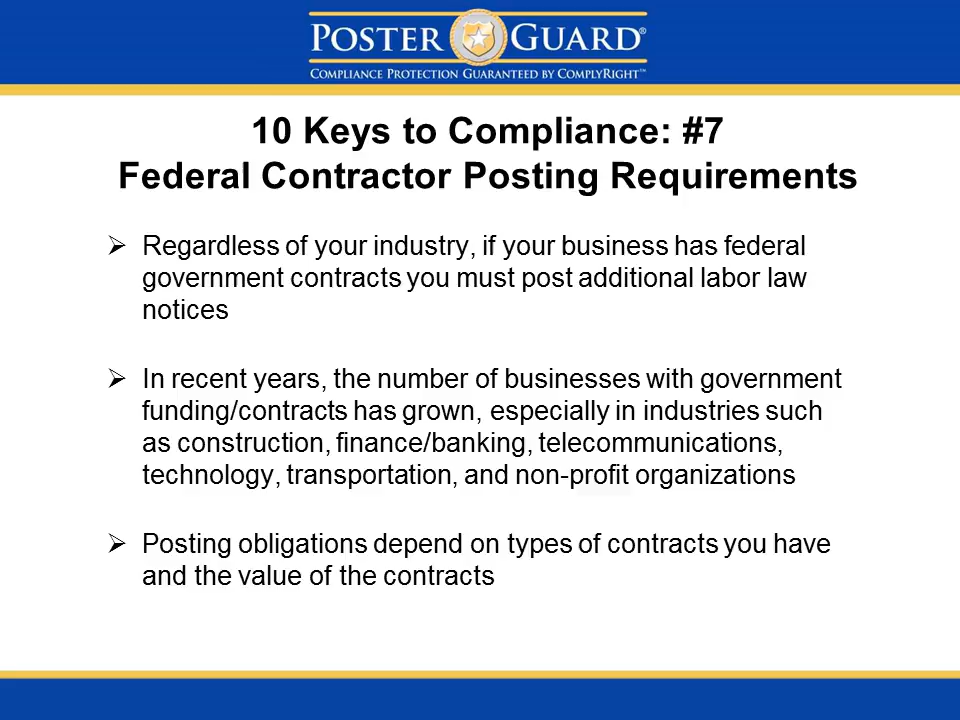 POSTER GUARD®
COMPLIANCE PROTECTION GUARANTEED BY COMPLYRIGHT™
10 Keys to Compliance: #7
Federal Contractor Posting Requirements
➢ Regardless of your industry, if your business has federal
government contracts you must post additional labor law
notices
➢ In recent years, the number of businesses with government
funding/contracts has grown, especially in industries such
as construction, finance/banking, telecommunications,
technology, transportation, and non-profit organizations
➢ Posting obligations depend on types of contracts you have
and the value of the contracts